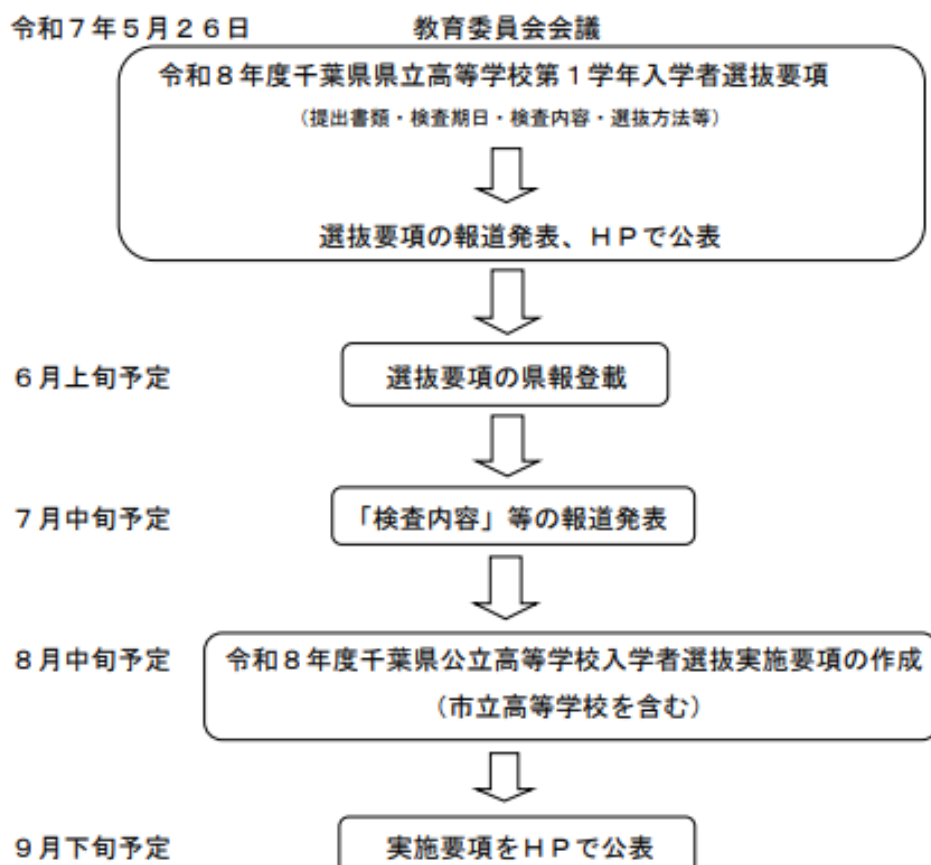 令和７年５月２６日　教育委員会会議
令和８年度千葉県県立高等学校第１学年入学者選抜要項
（提出書類・検査期日・検査内容・選抜方法等）
選抜要項の報道発表、ＨＰで公表
６月上旬予定　選抜要項の県報登載
７月中旬予定　「検査内容」等の報道発表
８月中旬予定　令和８年度千葉県公立高等学校入学者選抜実施要項の作成
（市立高等学校を含む）
９月下旬予定　実施要項をＨＰで公表